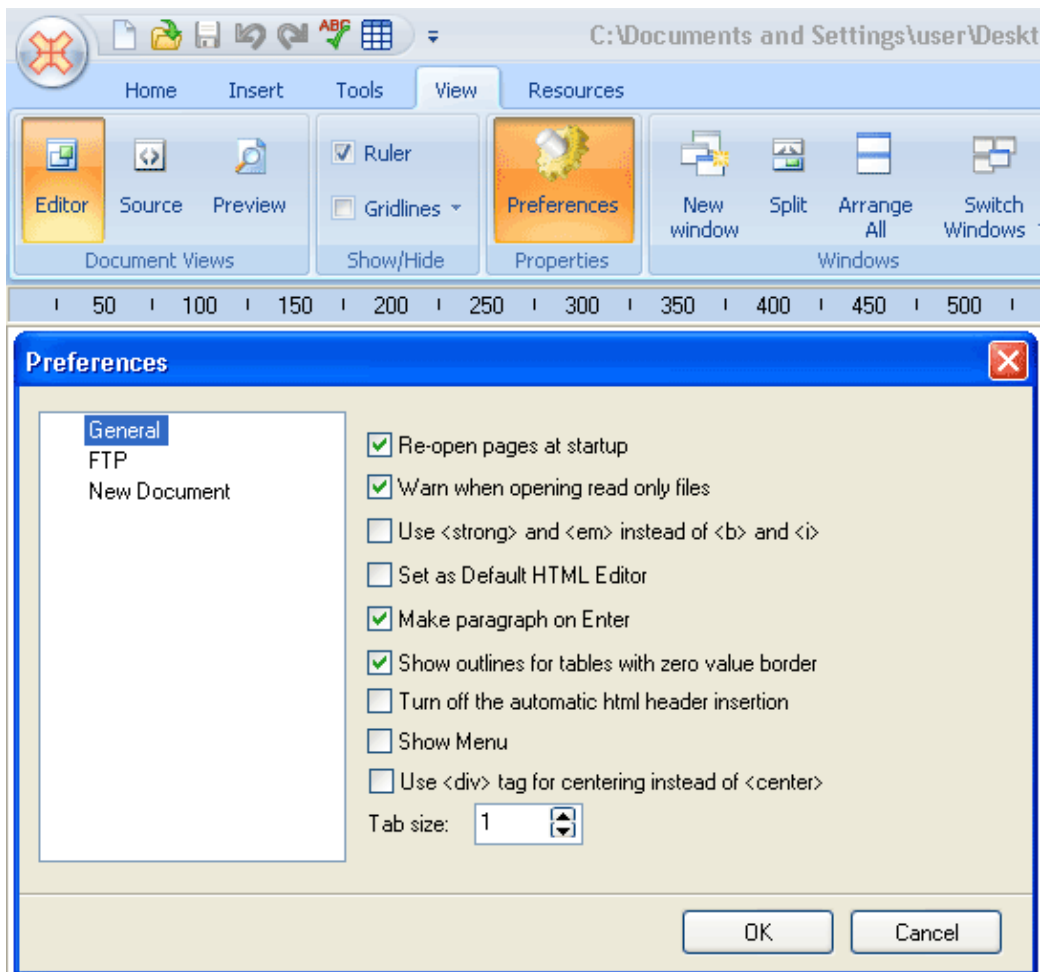 ABC
C:\Documents and Settings\user\Deskt
Home Insert Tools View Resources
Ruler
Gridlines
Editor Source Preview Preferences New window Split Arrange All Switch Windows
Document Views Show/Hide Properties Windows
50 100 150 200 250 300 350 400 450 500
Preferences
General
FTP
New Document
Re-open pages at startup
Warn when opening read only files
Use <strong> and <em> instead of <b> and <i>
Set as Default HTML Editor
Make paragraph on Enter
Show outlines for tables with zero value border
Turn off the automatic html header insertion
Show Menu
Use <div> tag for centering instead of <center>
Tab size: 1
OK Cancel